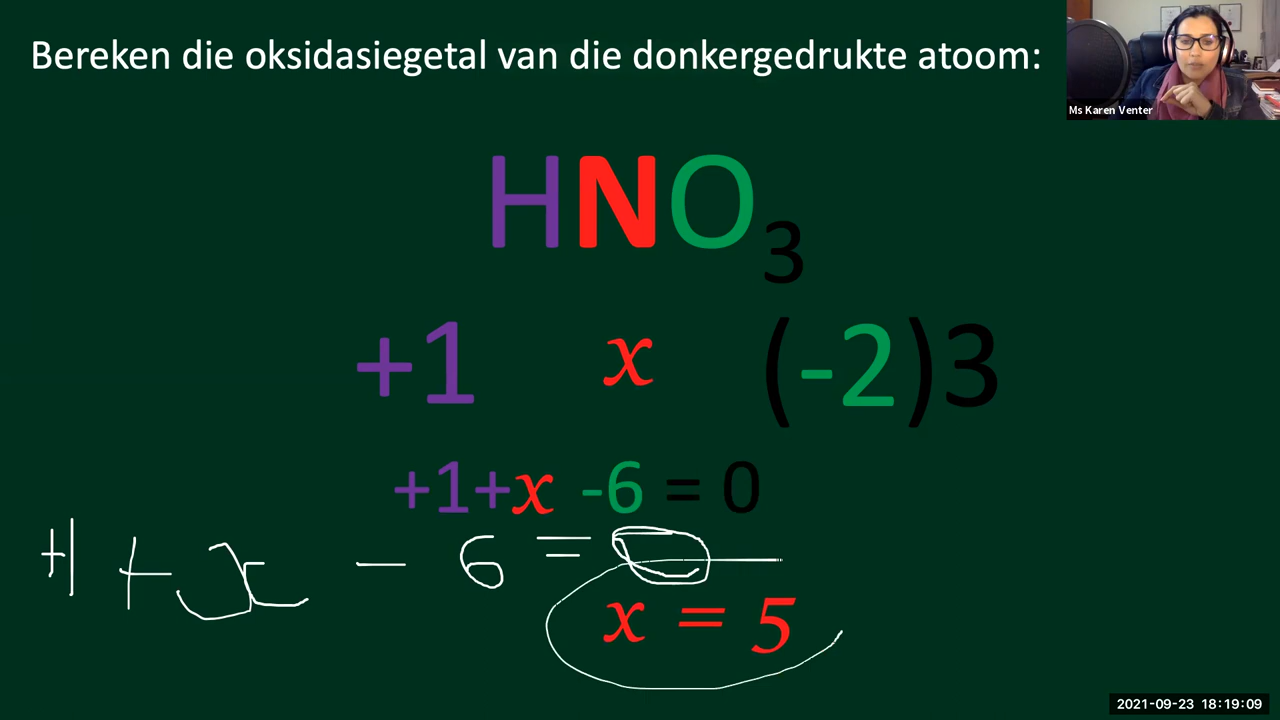 Bereken die oksidasiegetal van die donkergedrukte atoom:
Ms Karen Venter
HNO3
+1 x (-2)3
+1+x -6 = 0
+1 + x - 6 = 0
x = 5
2021-09-23 18:19:09